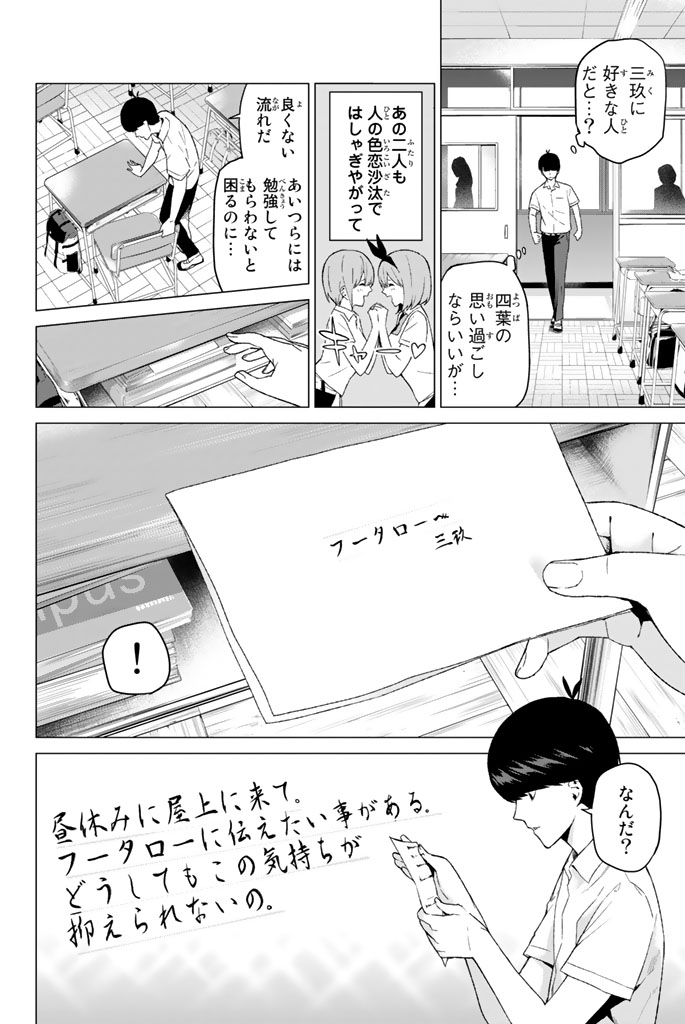 三玖に
好きな人
だと…？
四葉の
思い過ごし
ならいいが…
あの二人も
人の色恋沙汰で
はしゃぎやがって
キャー♡
良くない
流れだ
あいつらには
勉強して
もらわないと
困るのに…
フータローへ
三玖
pus
！
なんだ？
昼休みに屋上に来て。
フータローに伝えたい事がある。
どうしてもこの気持ちが
抑えられないの。